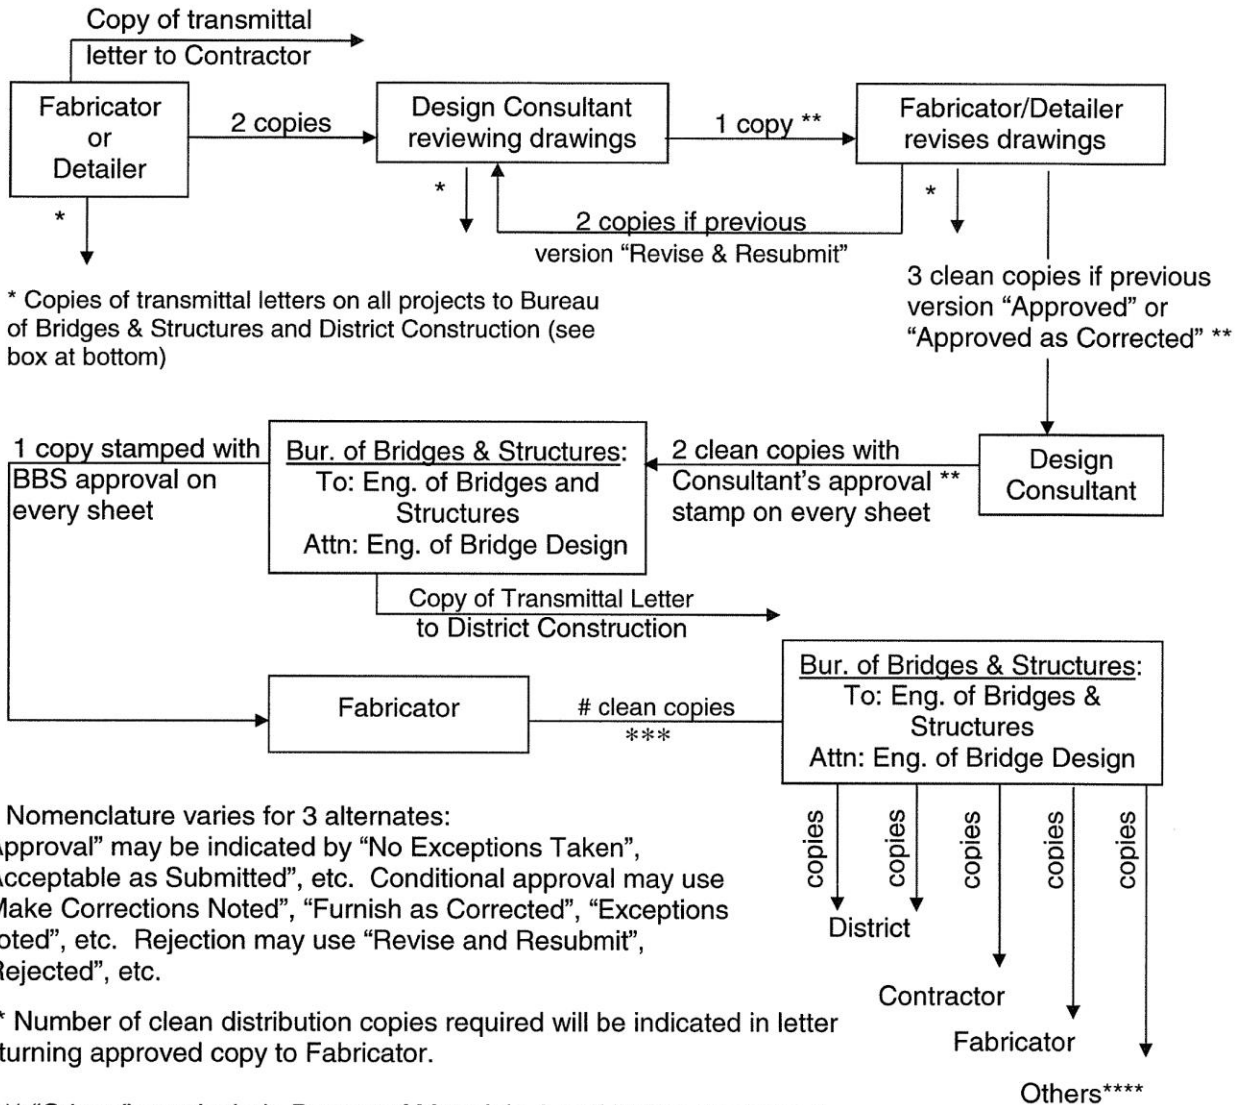 Copy of transmittal
letter to Contractor
Fabricator
or
Detailer
2 copies
Design Consultant
reviewing drawings
1 copy **
Fabricator/Detailer
revises drawings
*
*
*
2 copies if previous
version “Revise & Resubmit”
3 clean copies if previous
version “Approved” or
“Approved as Corrected” **
* Copies of transmittal letters on all projects to Bureau
of Bridges & Structures and District Construction (see
box at bottom)
1 copy stamped with
BBS approval on
every sheet
Bur. of Bridges & Structures:
To: Eng. of Bridges and
Structures
Attn: Eng. of Bridge Design
2 clean copies with
Consultant’s approval **
stamp on every sheet
Design
Consultant
Copy of Transmittal Letter
to District Construction
Fabricator
# clean copies
***
Bur. of Bridges & Structures:
To: Eng. of Bridges &
Structures
Attn: Eng. of Bridge Design
copies
copies
copies
copies
copies
District
Contractor
Fabricator
Others****
Nomenclature varies for 3 alternates:
pproval” may be indicated by “No Exceptions Taken”,
cceptable as Submitted”, etc. Conditional approval may use
Make Corrections Noted”, “Furnish as Corrected”, “Exceptions
oted”, etc. Rejection may use “Revise and Resubmit”,
Rejected”, etc.
* Number of clean distribution copies required will be indicated in letter
turning approved copy to Fabricator.